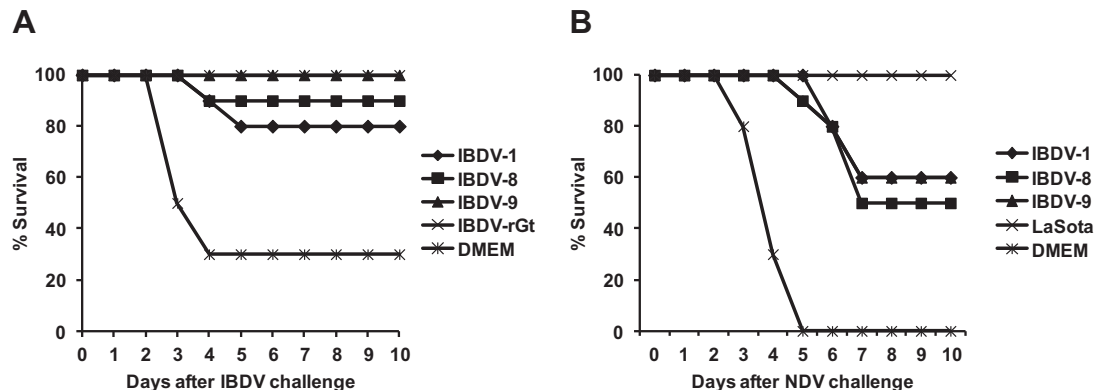 A
% Survival
100
80
60
40
20
0
0 1 2 3 4 5 6 7 8 9 10
Days after IBDV challenge
IBDV-1
IBDV-8
IBDV-9
IBDV-rGt
DMEM
B
% Survival
100
80
60
40
20
0
0 1 2 3 4 5 6 7 8 9 10
Days after NDV challenge
IBDV-1
IBDV-8
IBDV-9
LaSota
DMEM